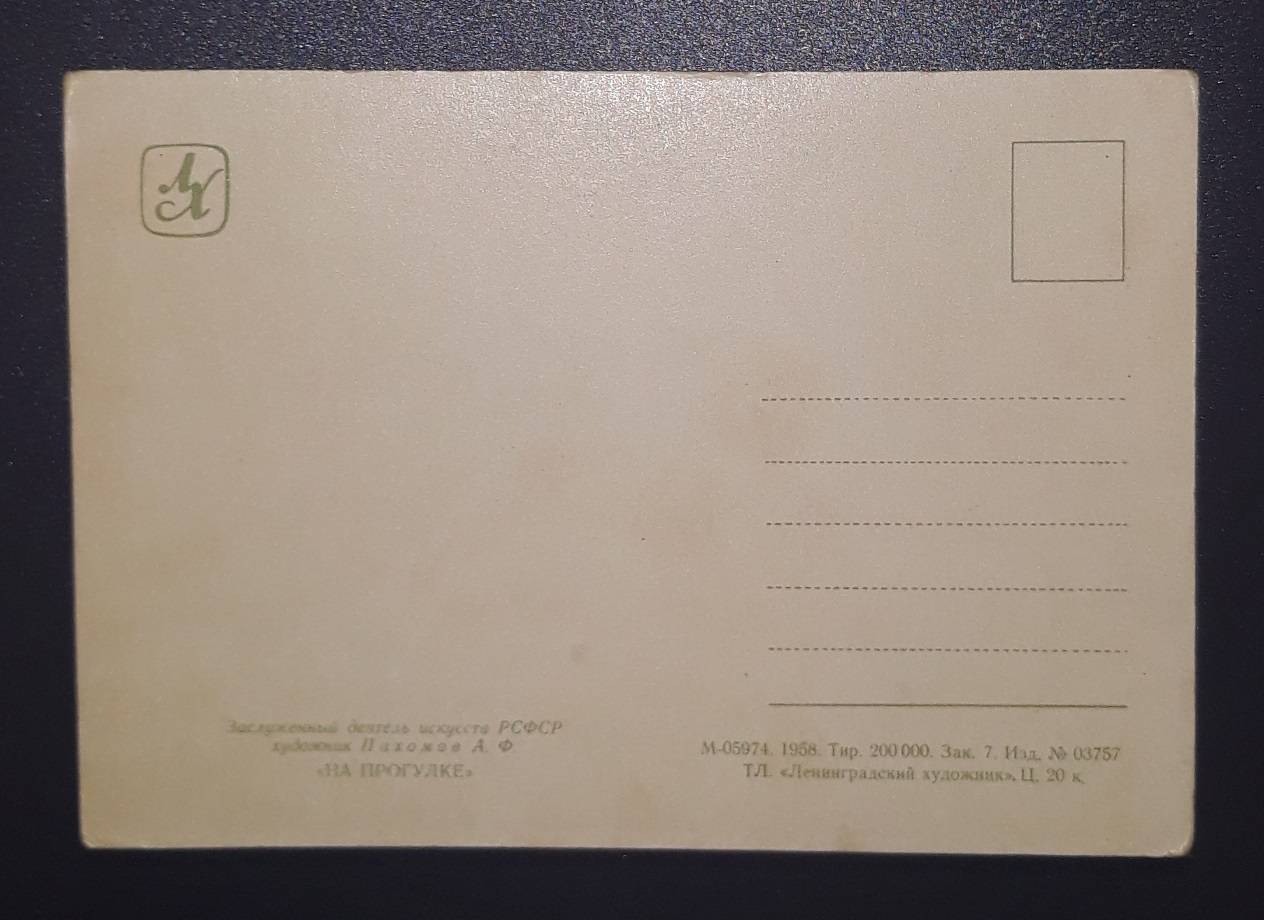 ЛХ
Заслуженный деятель искусств РСФСР
художник Пахомов А. Ф.
«НА ПРОГУЛКЕ»
М-05974. 1958. Тир. 200 000. Зак. 7. Изд. № 03757
ТЛ. «Ленинградский художник». Ц. 20 к.